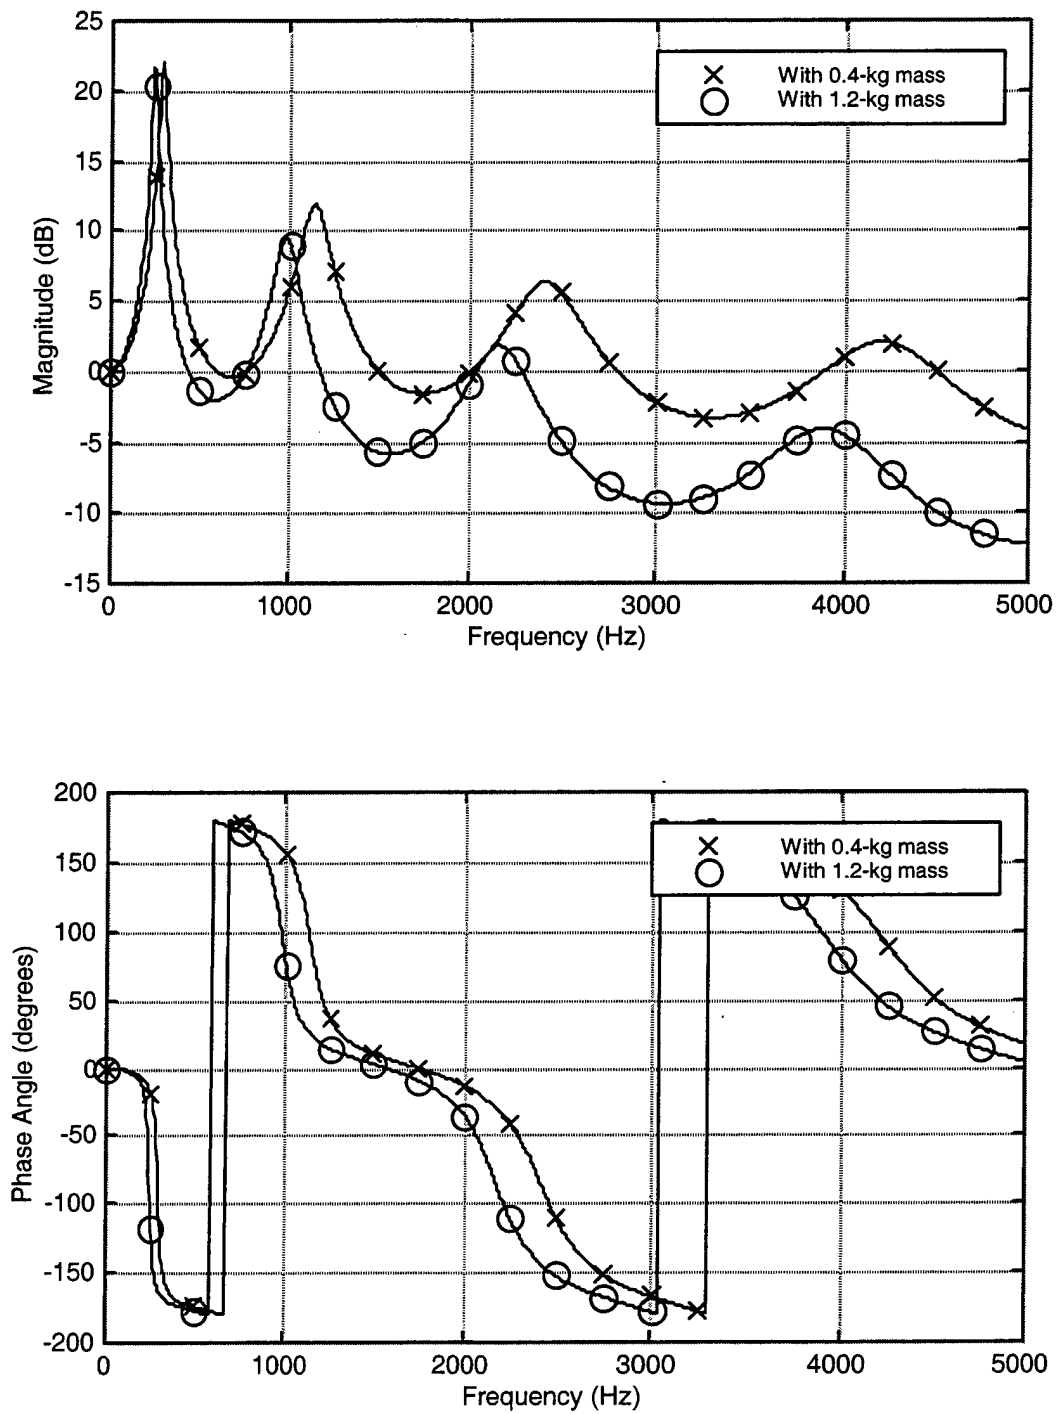 25
20
15
10
5
0
-5
-10
-15
Magnitude (dB)
With 0.4-kg mass
With 1.2-kg mass
0 1000 2000 3000 4000 5000
Frequency (Hz)
200
150
100
50
0
-50
-100
-150
-200
Phase Angle (degrees)
With 0.4-kg mass
With 1.2-kg mass
0 1000 2000 3000 4000 5000
Frequency (Hz)